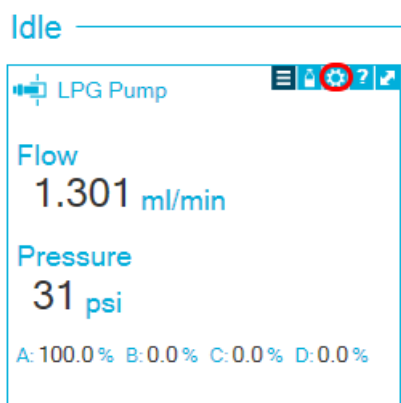 Idle
LPG Pump
?
Flow
1.301 ml/min
Pressure
31 psi
A: 100.0 % B: 0.0 % C: 0.0 % D: 0.0 %